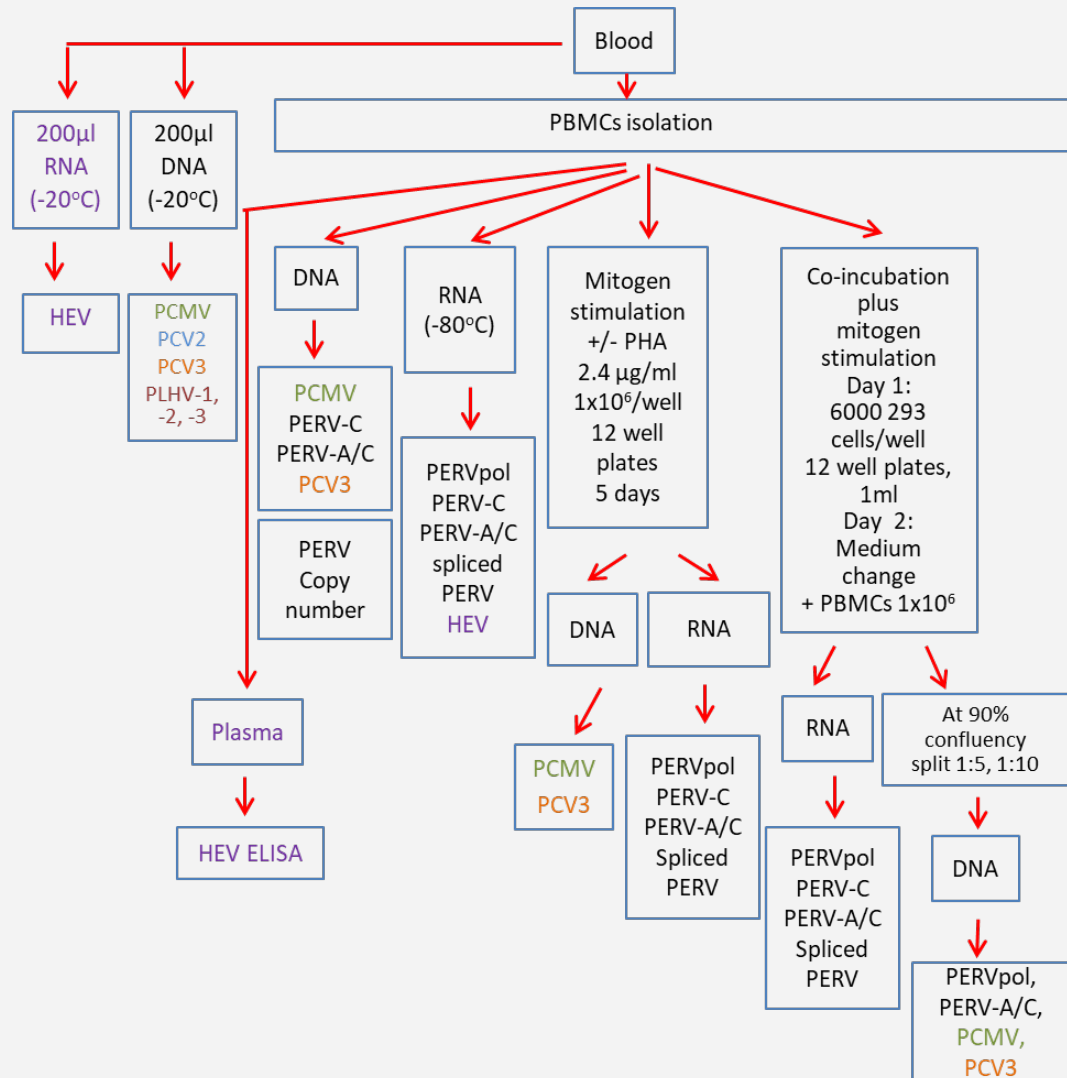 Blood
200µl
RNA
(-20°C)
200µl
DNA
(-20°C)
PBMCs isolation
HEV
PCMV
PCV2
PCV3
PLHV-1,
-2, -3
DNA
PCMV
PERV-C
PERV-A/C
PCV3
PERV
Copy
number
RNA
(-80°C)
PERVpol
PERV-C
PERV-A/C
spliced
PERV
HEV
Mitogen
stimulation
+/- PHA
2.4 µg/ml
1x10⁶/well
12 well
plates
5 days
Co-incubation
plus
mitogen
stimulation
Day 1:
6000 293
cells/well
12 well plates,
1ml
Day 2:
Medium
change
+ PBMCs 1x10⁶
DNA
RNA
PCMV
PCV3
PERVpol
PERV-C
PERV-A/C
Spliced
PERV
RNA
At 90%
confluency
split 1:5, 1:10
PERVpol
PERV-C
PERV-A/C
Spliced
PERV
DNA
PERVpol,
PERV-A/C,
PCMV,
PCV3
Plasma
HEV ELISA